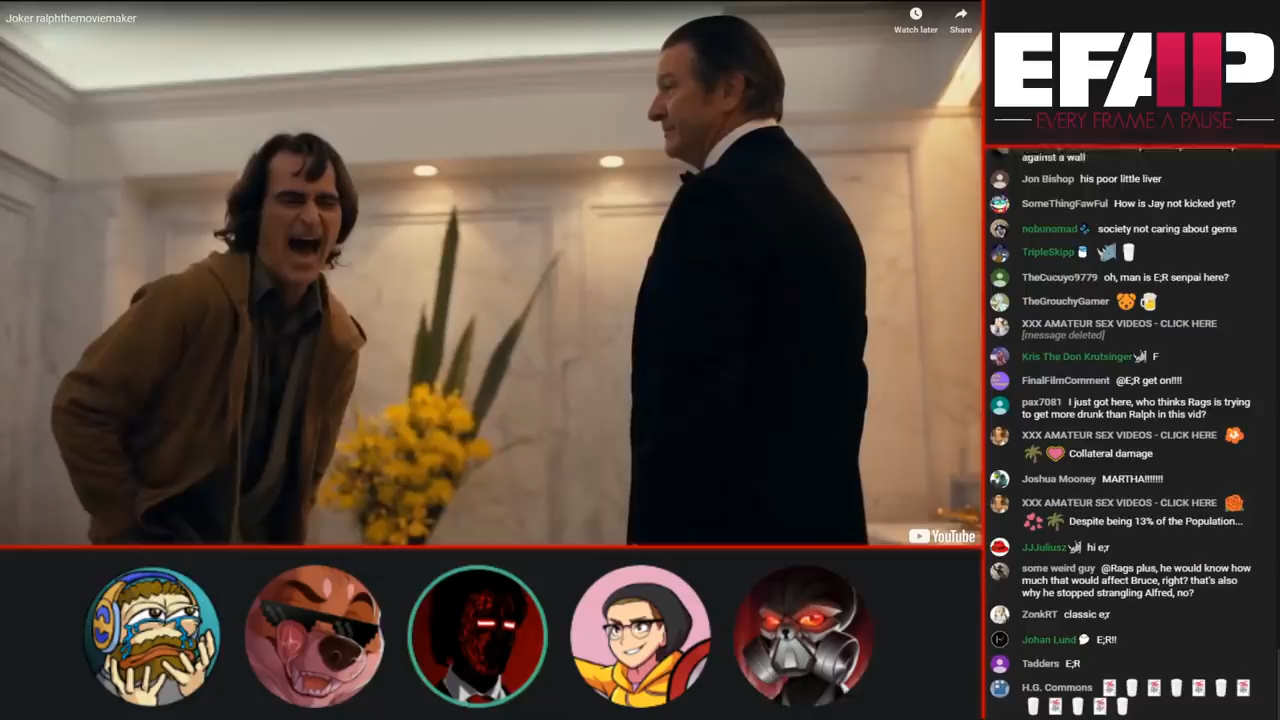 Joker ralphthemoviemaker
Watch later
Share
YouTube
EFAP
EVERY FRAME A PAUSE
against a wall
Jon Bishop his poor little liver
SomeThingFawFul How is Jay not kicked yet?
nobunomad society not caring about gems
TripleSkipp
TheCucuyo9779 oh, man is E;R senpai here?
TheGrouchyGamer
XXX AMATEUR SEX VIDEOS - CLICK HERE
[message deleted]
Kris The Don Krutsinger F
FinalFilmComment @E;R get on!!!!
pax7081 I just got here, who thinks Rags is trying
to get more drunk than Ralph in this vid?
XXX AMATEUR SEX VIDEOS - CLICK HERE
Collateral damage
Joshua Mooney MARTHA!!!!!!!
XXX AMATEUR SEX VIDEOS - CLICK HERE
Despite being 13% of the Population...
JJJuliusz hi e;r
some weird guy @Rags plus, he would know how
much that would affect Bruce, right? that's also
why he stopped strangling Alfred, no?
ZonkRT classic e;r
Johan Lund E;R!!
Tadders E;R
H.G. Commons